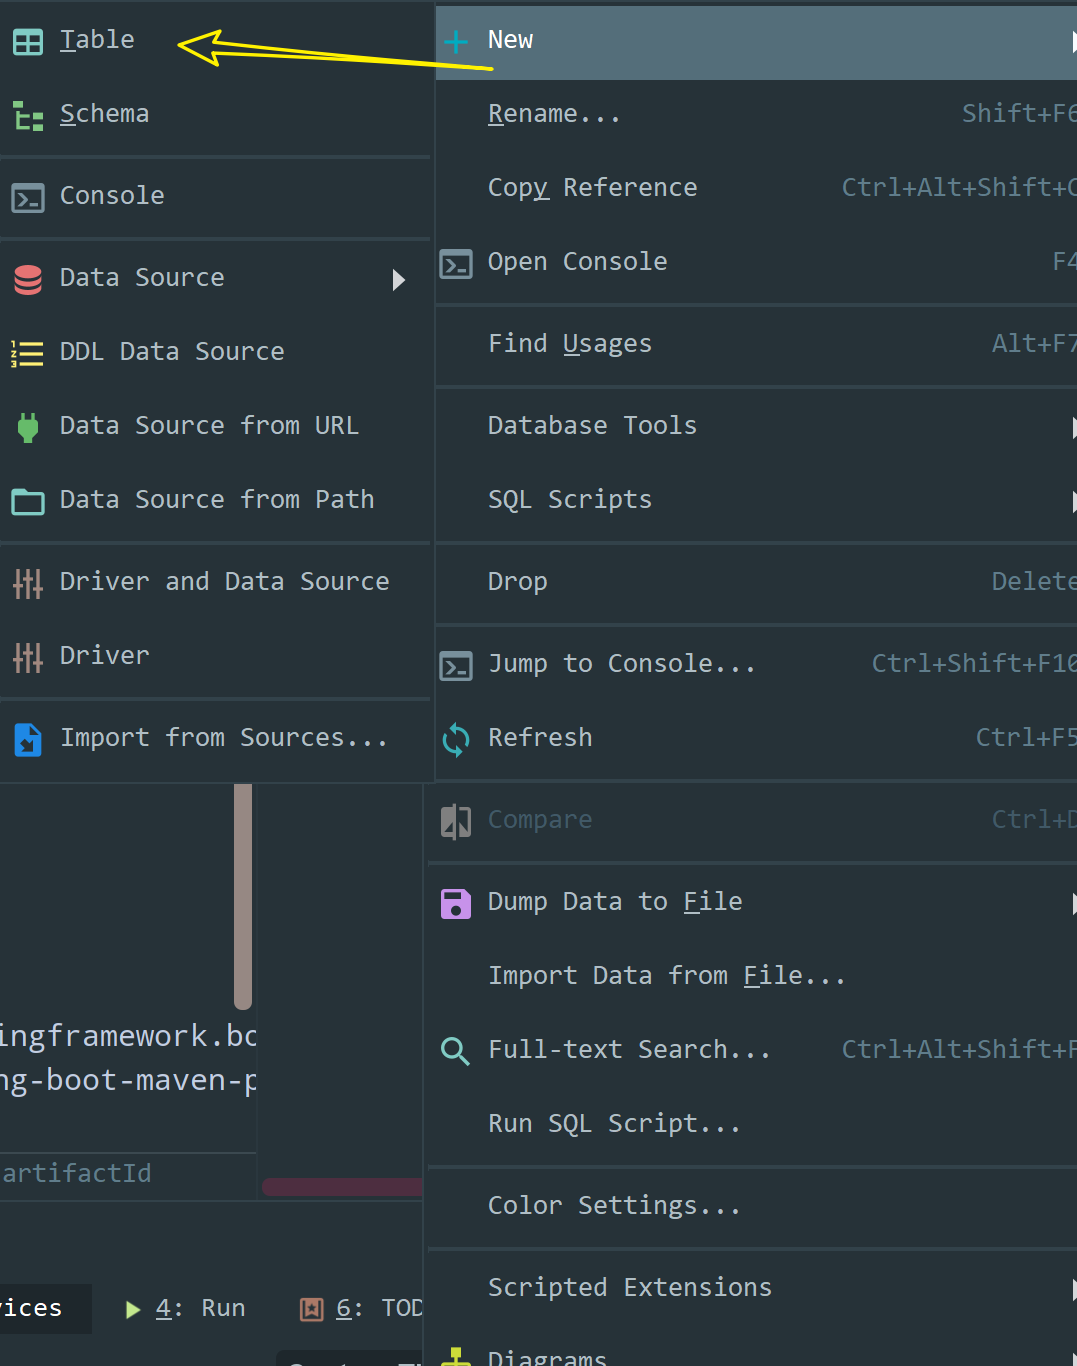 Table
Schema
Console
Data Source
DDL Data Source
Data Source from URL
Data Source from Path
Driver and Data Source
Driver
Import from Sources...
New
Rename... Shift+F6
Copy Reference Ctrl+Alt+Shift+C
Open Console F4
Find Usages Alt+F7
Database Tools
SQL Scripts
Drop Delete
Jump to Console... Ctrl+Shift+F10
Refresh Ctrl+F5
Compare Ctrl+D
Dump Data to File
Import Data from File...
Full-text Search... Ctrl+Alt+Shift+F
Run SQL Script...
Color Settings...
Scripted Extensions
Diagrams
ingframework.bo
ng-boot-maven-p
artifactId
vices 4: Run 6: TOD